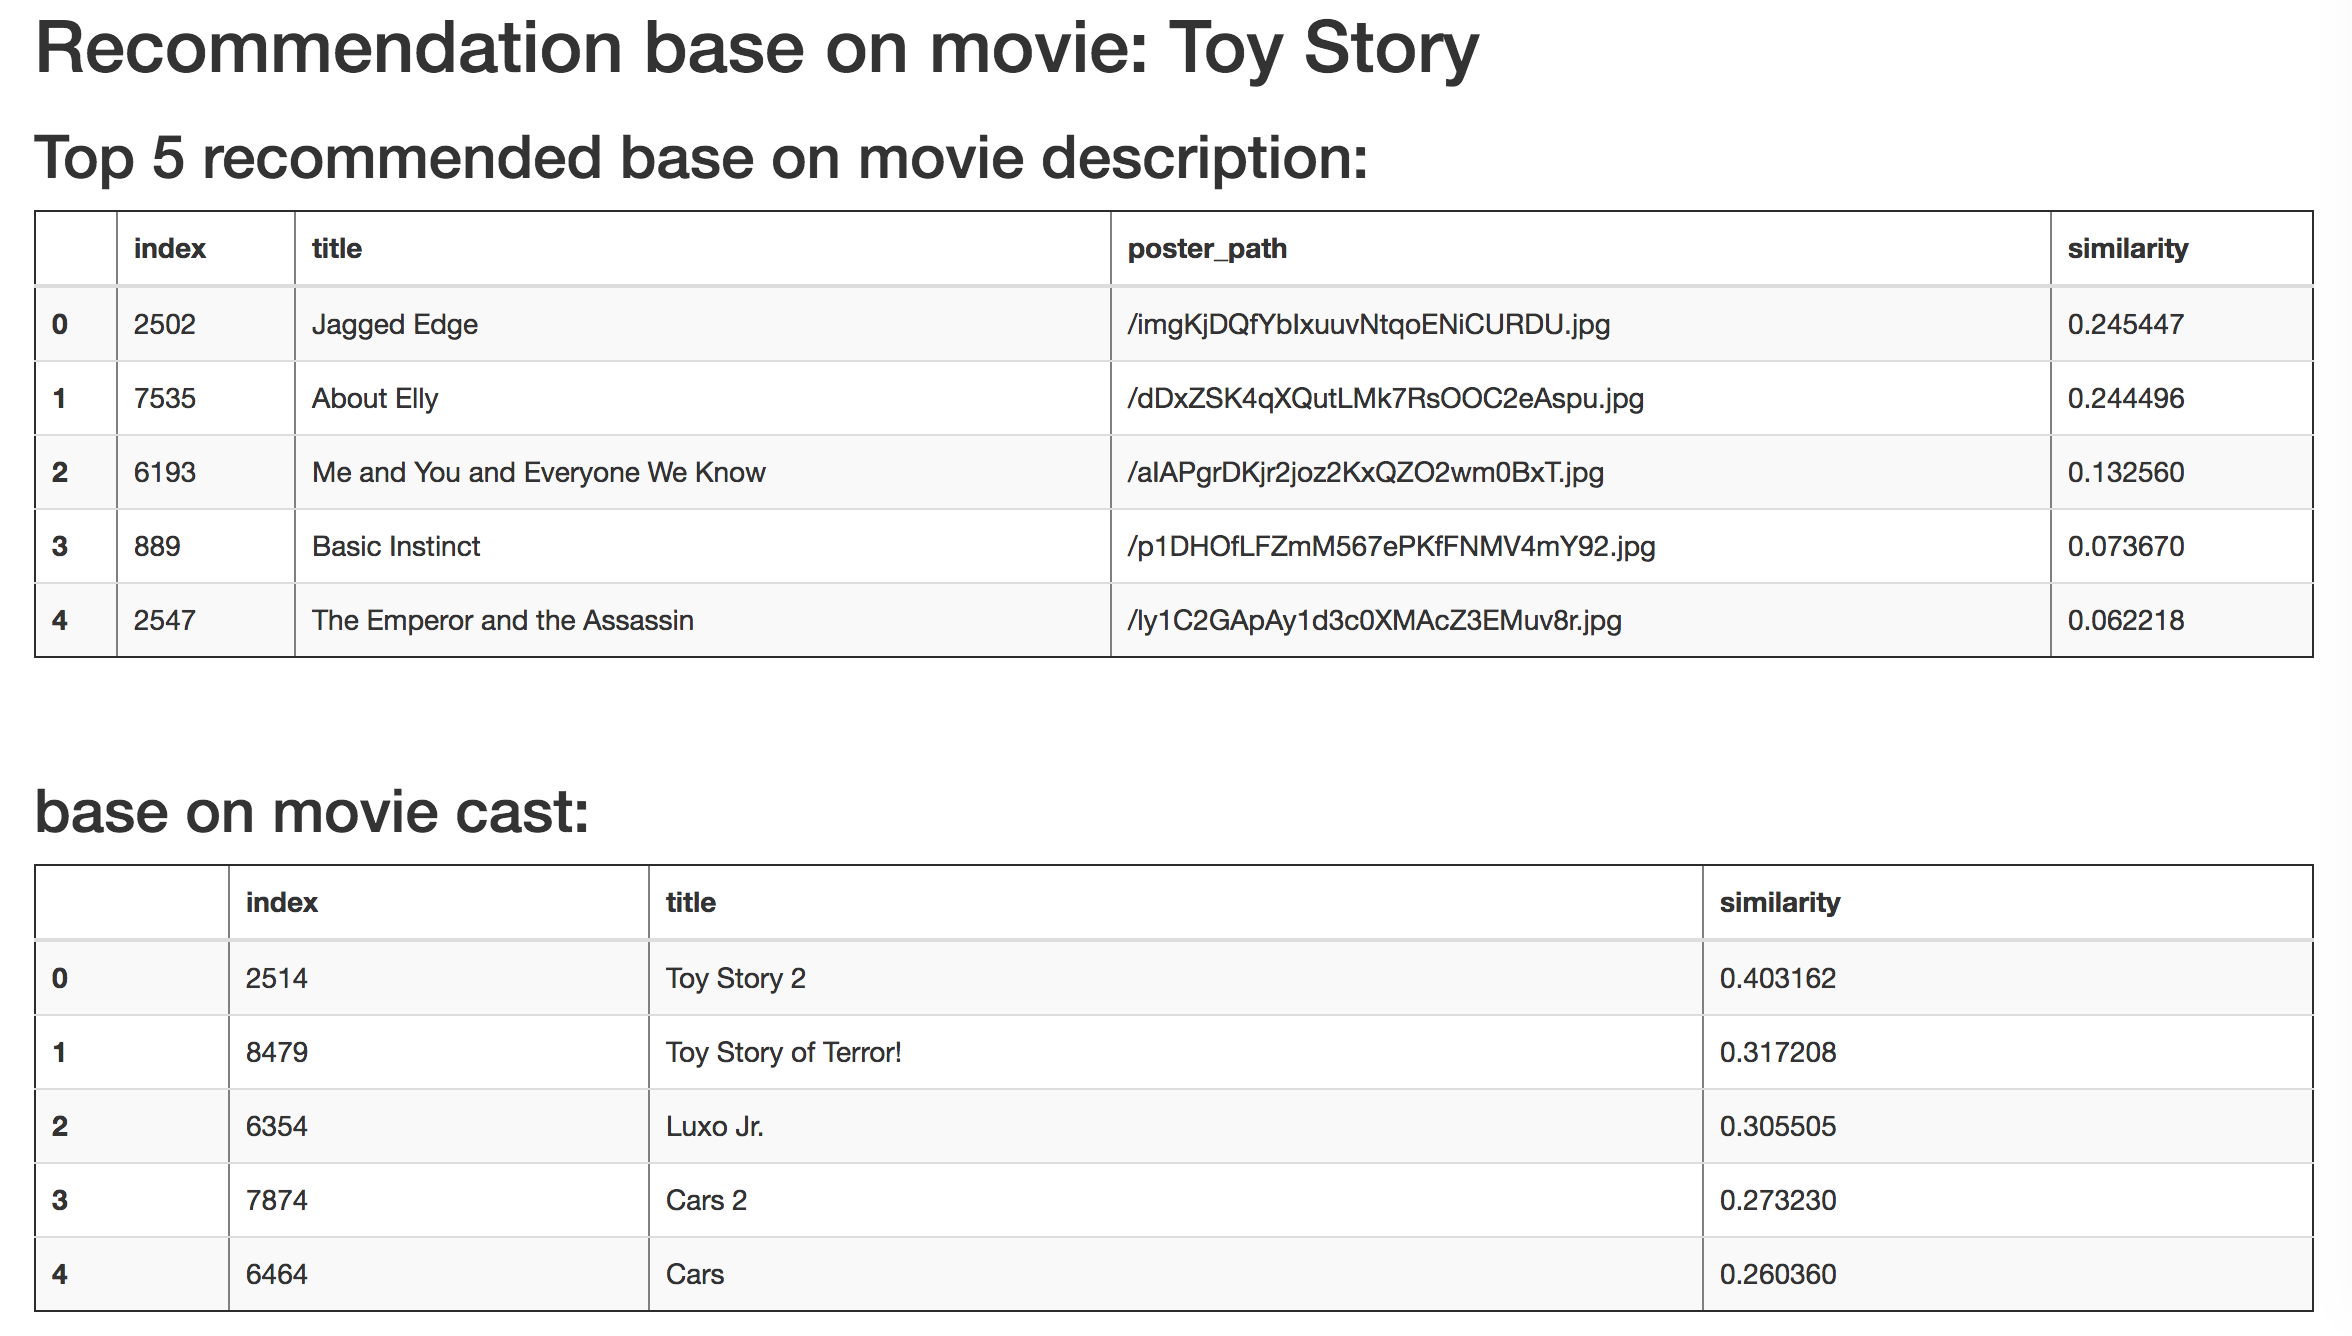 Recommendation base on movie: Toy Story
Top 5 recommended base on movie description:
index title poster_path similarity
0 2502 Jagged Edge /imgKjDQfYbIxuuvNtqoENiCURDU.jpg 0.245447
1 7535 About Elly /dDxZSK4qXQutLMk7RsOOC2eAspu.jpg 0.244496
2 6193 Me and You and Everyone We Know /alAPgrDKjr2joz2KxQZO2wm0BxT.jpg 0.132560
3 889 Basic Instinct /p1DHOfLFZmM567ePKfFNMV4mY92.jpg 0.073670
4 2547 The Emperor and the Assassin /ly1C2GApAy1d3c0XMAcZ3EMuv8r.jpg 0.062218
base on movie cast:
index title similarity
0 2514 Toy Story 2 0.403162
1 8479 Toy Story of Terror! 0.317208
2 6354 Luxo Jr. 0.305505
3 7874 Cars 2 0.273230
4 6464 Cars 0.260360